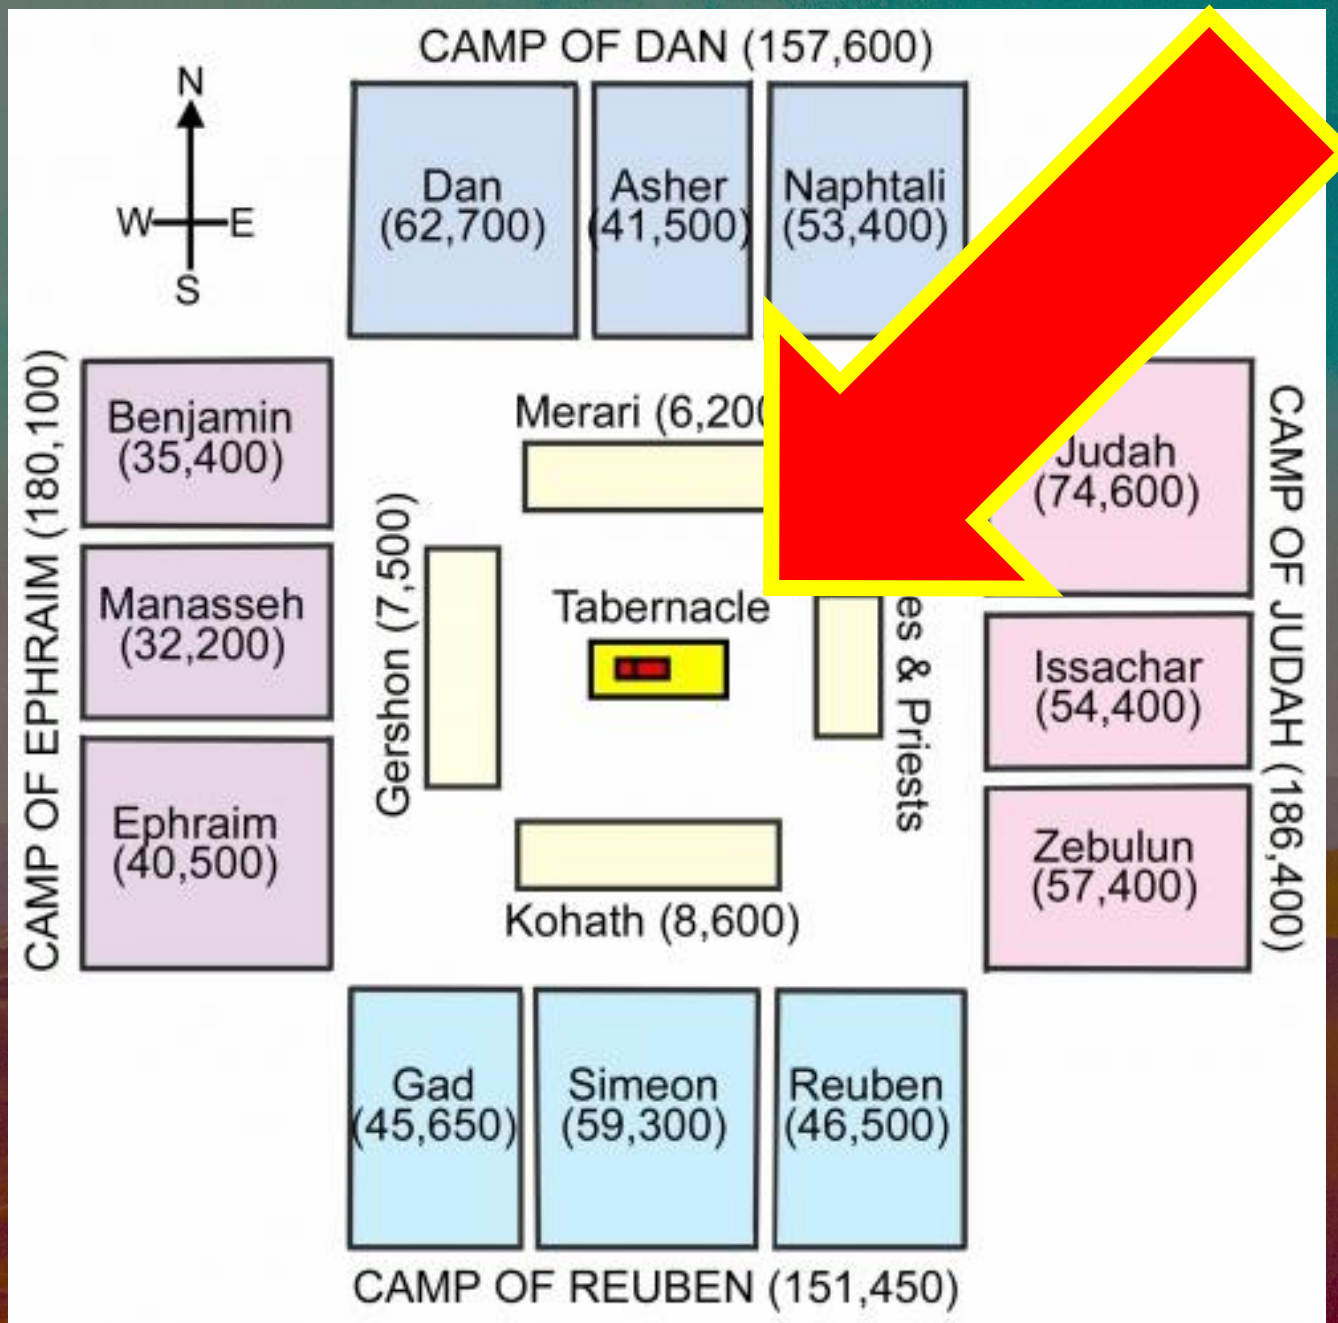 CAMP OF DAN (157,600)
N
W E
S
Dan
(62,700)
Asher
(41,500)
Naphtali
(53,400)
CAMP OF EPHRAIM (180,100)
Benjamin
(35,400)
Manasseh
(32,200)
Ephraim
(40,500)
Merari (6,200
Gershon (7,500)
Tabernacle
& Priests
Kohath (8,600)
Judah
(74,600)
Issachar
(54,400)
Zebulun
(57,400)
CAMP OF JUDAH (186,400)
Gad
(45,650)
Simeon
(59,300)
Reuben
(46,500)
CAMP OF REUBEN (151,450)